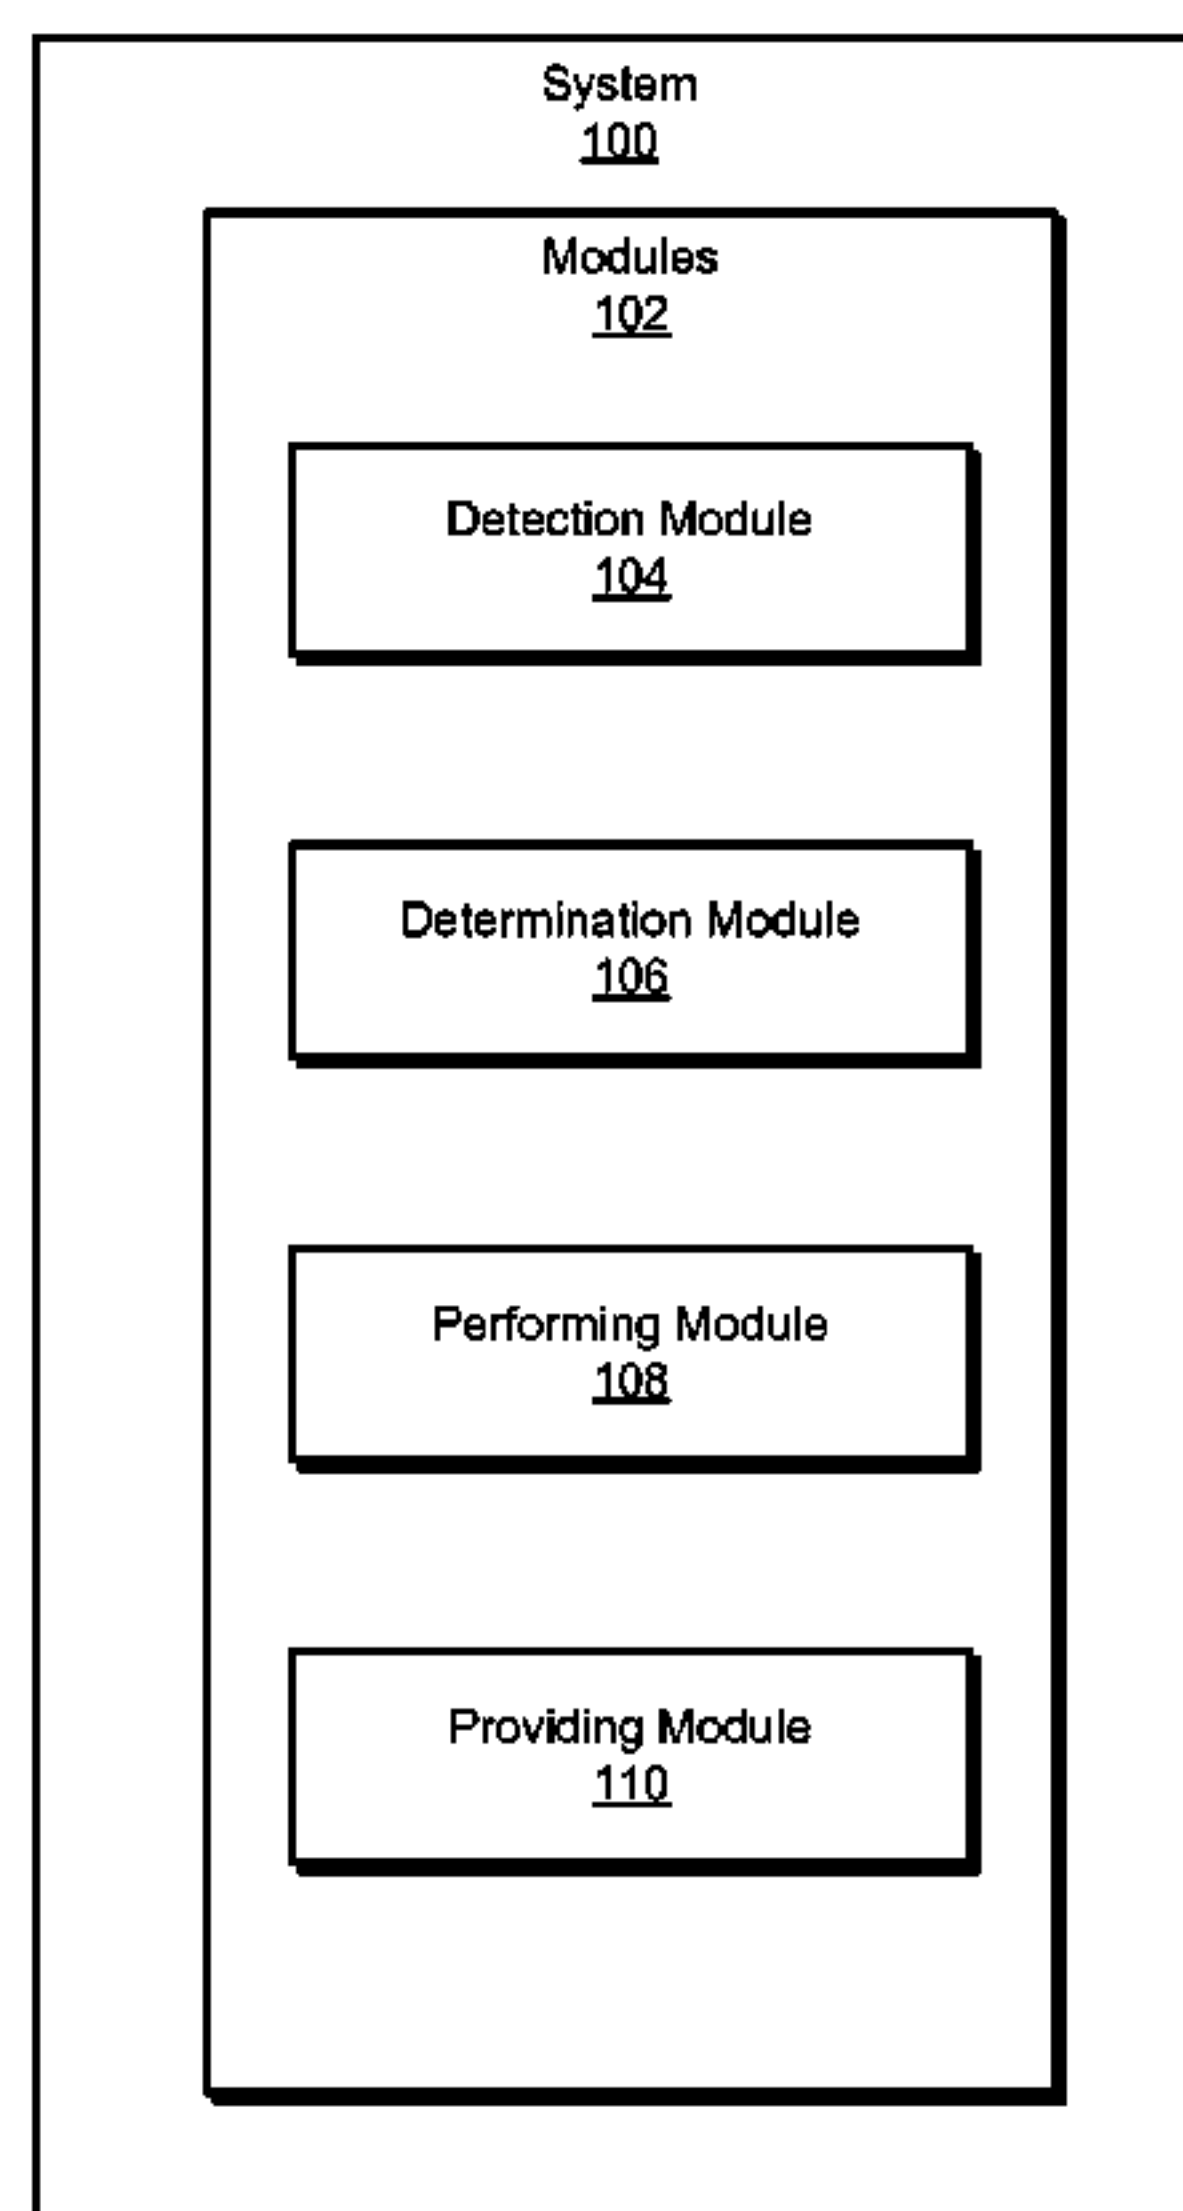 System
100
Modules
102
Detection Module
104
Determination Module
106
Performing Module
108
Providing Module
110